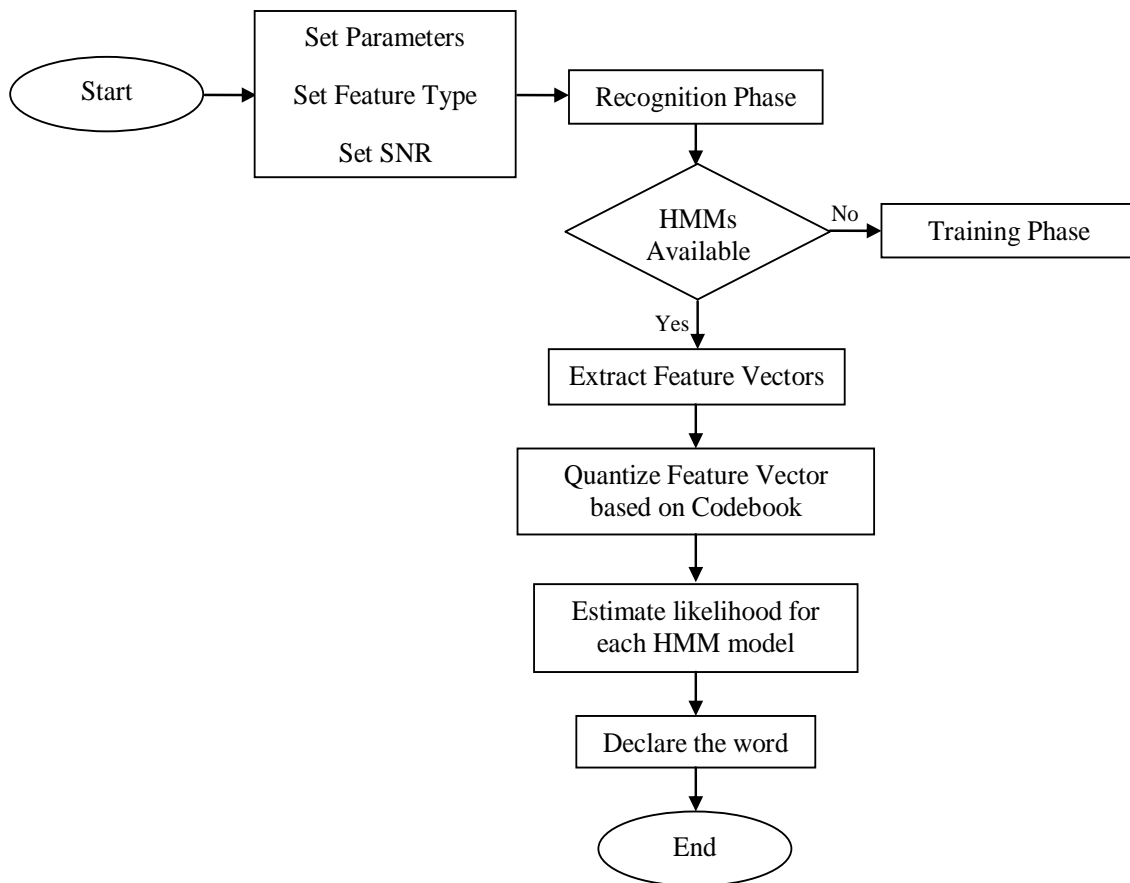 Start
Set Parameters
Set Feature Type
Set SNR
Recognition Phase
HMMs
Available
No
Training Phase
Yes
Extract Feature Vectors
Quantize Feature Vector
based on Codebook
Estimate likelihood for
each HMM model
Declare the word
End